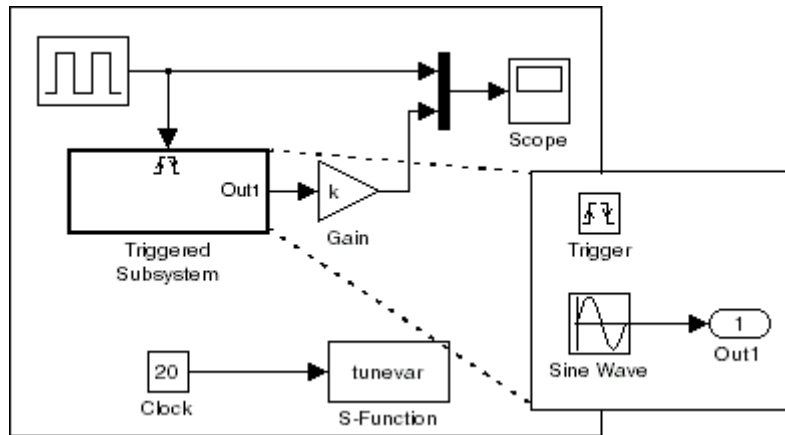 Scope
Out1
k
Triggered
Subsystem
Gain
Trigger
1
Out1
Sine Wave
20
Clock
tunevar
S-Function